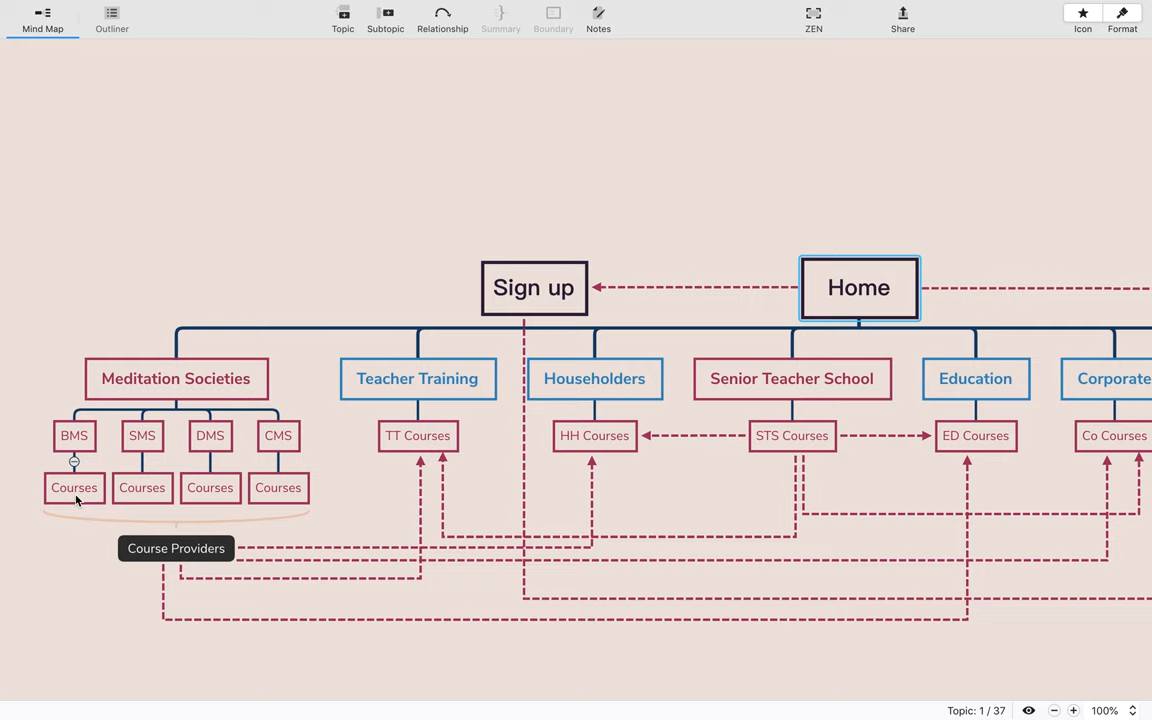 Mind Map
Outliner
Topic
Subtopic
Relationship
Summary
Boundary
Notes
ZEN
Share
Icon
Format
Sign up
Home
Meditation Societies
Teacher Training
Householders
Senior Teacher School
Education
Corporate
BMS
SMS
DMS
CMS
TT Courses
HH Courses
STS Courses
ED Courses
Co Courses
Courses
Courses
Courses
Courses
Course Providers
Topic: 1 / 37
100%